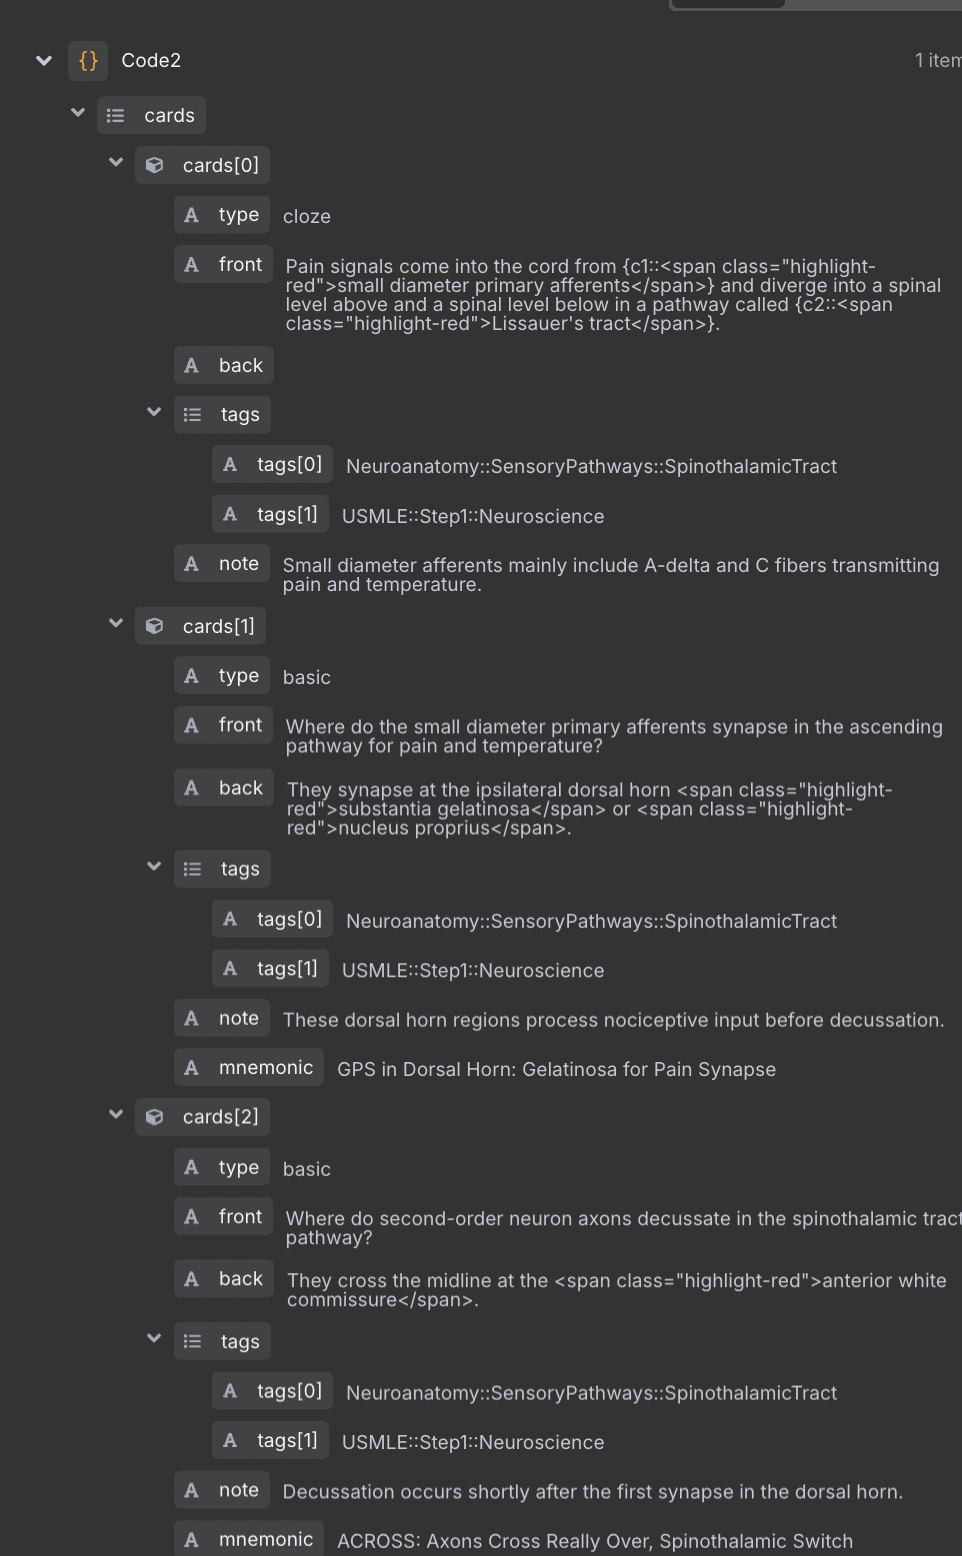 Code2
1 item
cards
cards[0]
type cloze
front Pain signals come into the cord from {c1::<span class="highlight-
red">small diameter primary afferents</span>} and diverge into a spinal
level above and a spinal level below in a pathway called {c2::<span
class="highlight-red">Lissauer's tract</span>}.
back
tags
tags[0] Neuroanatomy::SensoryPathways::SpinothalamicTract
tags[1] USMLE::Step1::Neuroscience
note Small diameter afferents mainly include A-delta and C fibers transmitting
pain and temperature.
cards[1]
type basic
front Where do the small diameter primary afferents synapse in the ascending
pathway for pain and temperature?
back They synapse at the ipsilateral dorsal horn <span class="highlight-
red">substantia gelatinosa</span> or <span class="highlight-
red">nucleus proprius</span>.
tags
tags[0] Neuroanatomy::SensoryPathways::SpinothalamicTract
tags[1] USMLE::Step1::Neuroscience
note These dorsal horn regions process nociceptive input before decussation.
mnemonic GPS in Dorsal Horn: Gelatinosa for Pain Synapse
cards[2]
type basic
front Where do second-order neuron axons decussate in the spinothalamic tract
pathway?
back They cross the midline at the <span class="highlight-red">anterior white
commissure</span>.
tags
tags[0] Neuroanatomy::SensoryPathways::SpinothalamicTract
tags[1] USMLE::Step1::Neuroscience
note Decussation occurs shortly after the first synapse in the dorsal horn.
mnemonic ACROSS: Axons Cross Really Over, Spinothalamic Switch